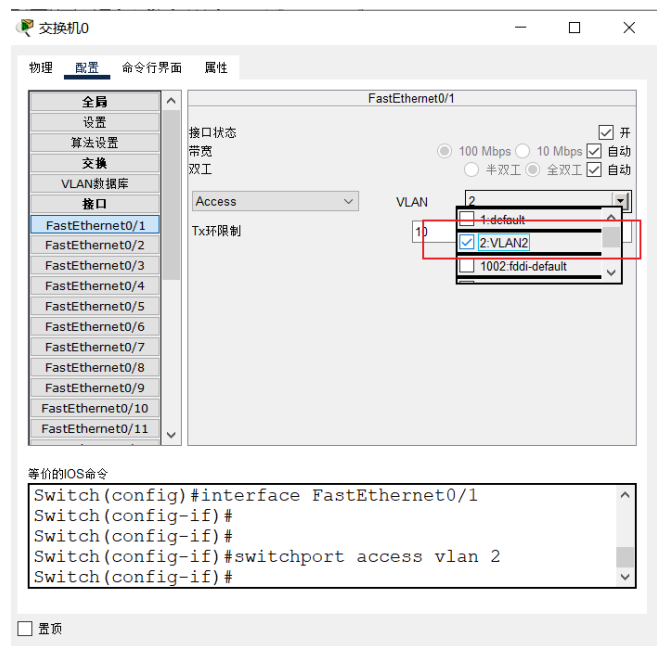 交换机0
物理 配置 命令行界面 属性
全局
设置
算法设置
交换
VLAN数据库
接口
FastEthernet0/1
FastEthernet0/2
FastEthernet0/3
FastEthernet0/4
FastEthernet0/5
FastEthernet0/6
FastEthernet0/7
FastEthernet0/8
FastEthernet0/9
FastEthernet0/10
FastEthernet0/11
FastEthernet0/1
接口状态 开
带宽 100 Mbps 10 Mbps 自动
双工 半双工 全双工 自动
Access VLAN 2
Tx环限制 10
1:default
2:VLAN2
1002:fddi-default
等价的IOS命令
Switch(config)#interface FastEthernet0/1
Switch(config-if)#
Switch(config-if)#
Switch(config-if)#switchport access vlan 2
Switch(config-if)#
置顶